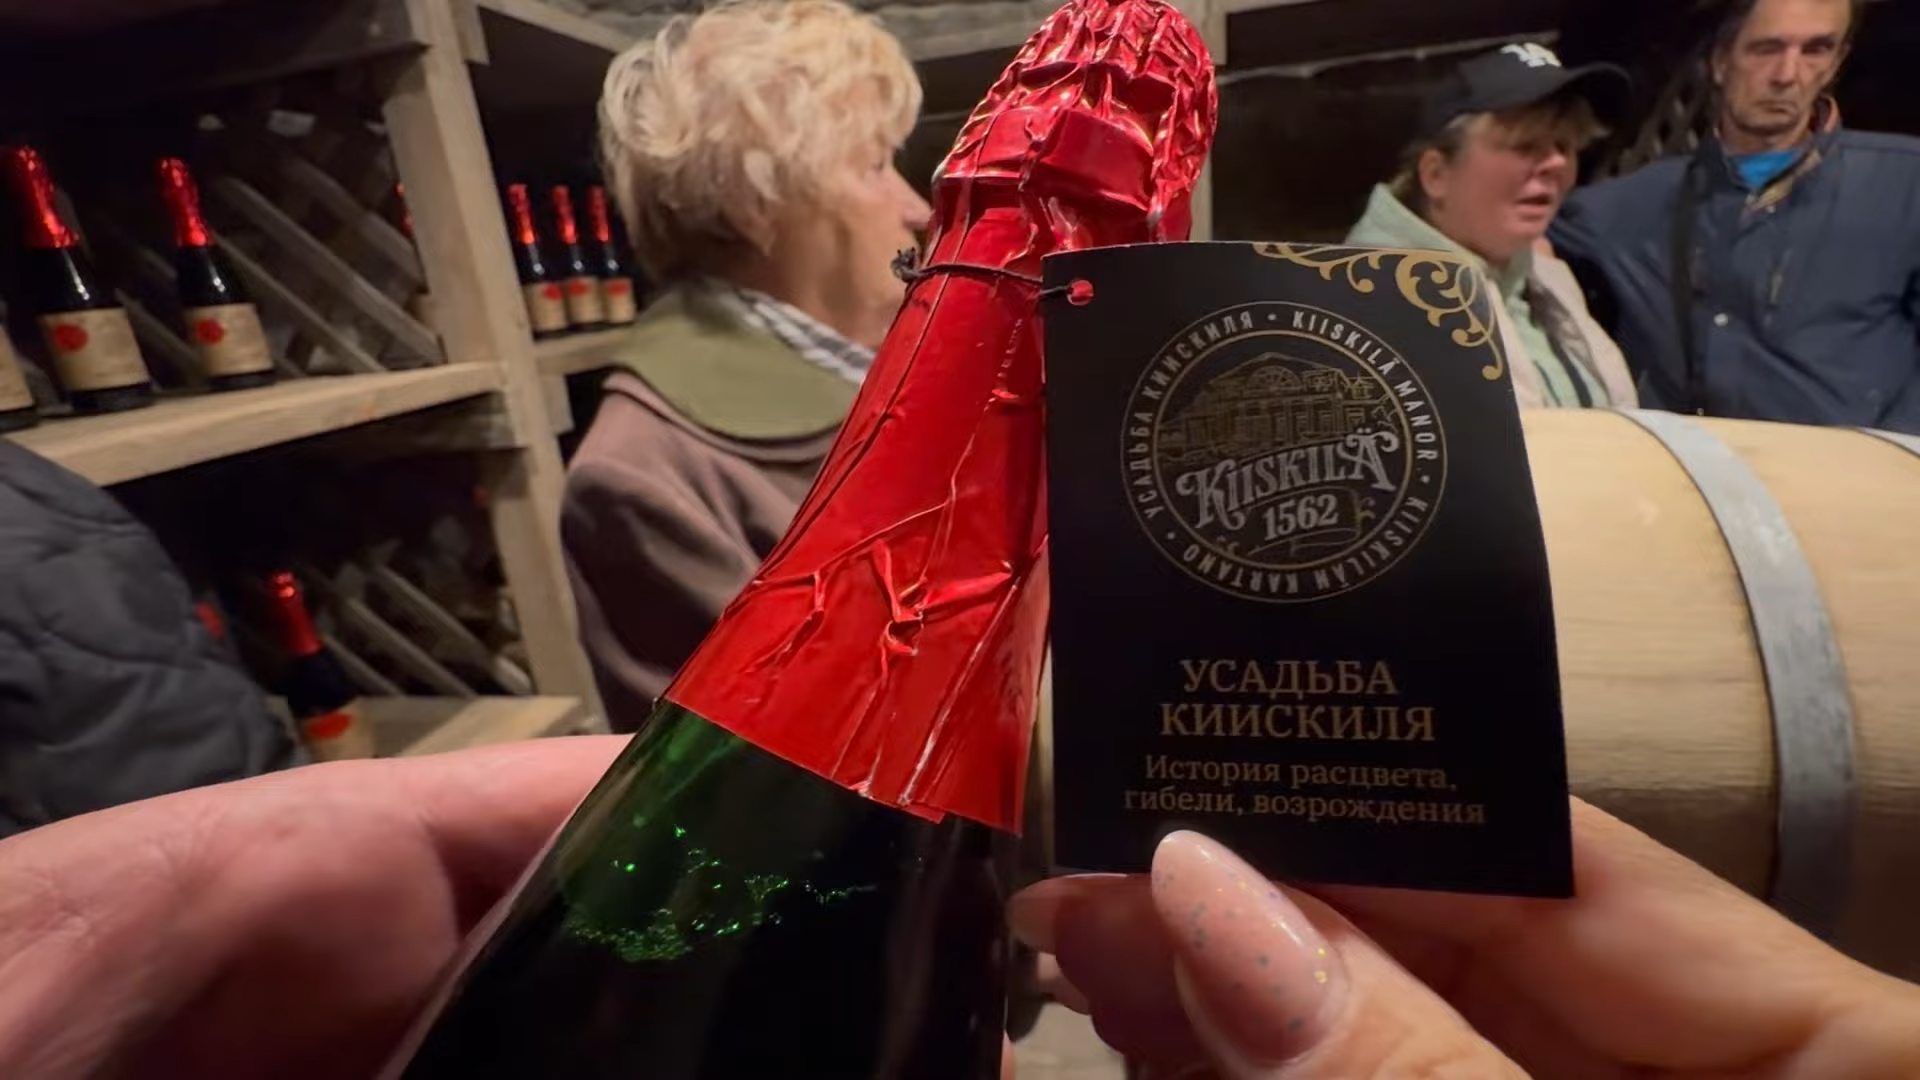 УСАДЬБА КИИСКИЛЯ • KIISKILÄ MANOR • KIISKILÄN KARTANO •
KIISKILÄ
1562
УСАДЬБА
КИИСКИЛЯ
История расцвета,
гибели, возрождения